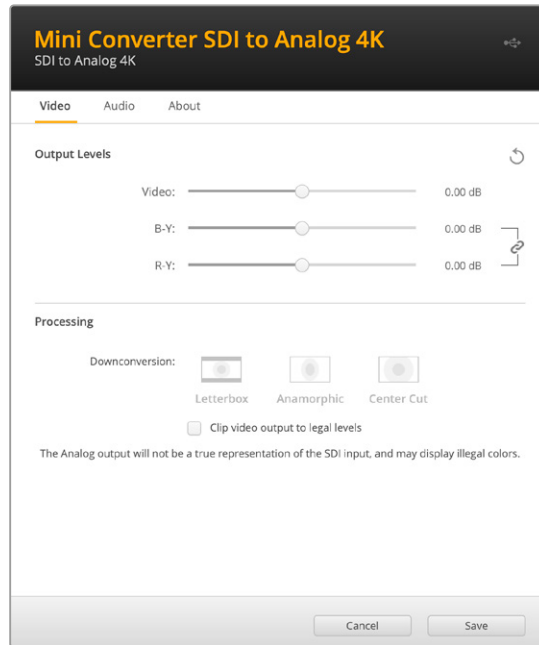 Mini Converter SDI to Analog 4K
SDI to Analog 4K
Video Audio About
Output Levels
Video: 0.00 dB
B-Y: 0.00 dB
R-Y: 0.00 dB
Processing
Downconversion:
Letterbox Anamorphic Center Cut
Clip video output to legal levels
The Analog output will not be a true representation of the SDI input, and may display illegal colors.
Cancel Save